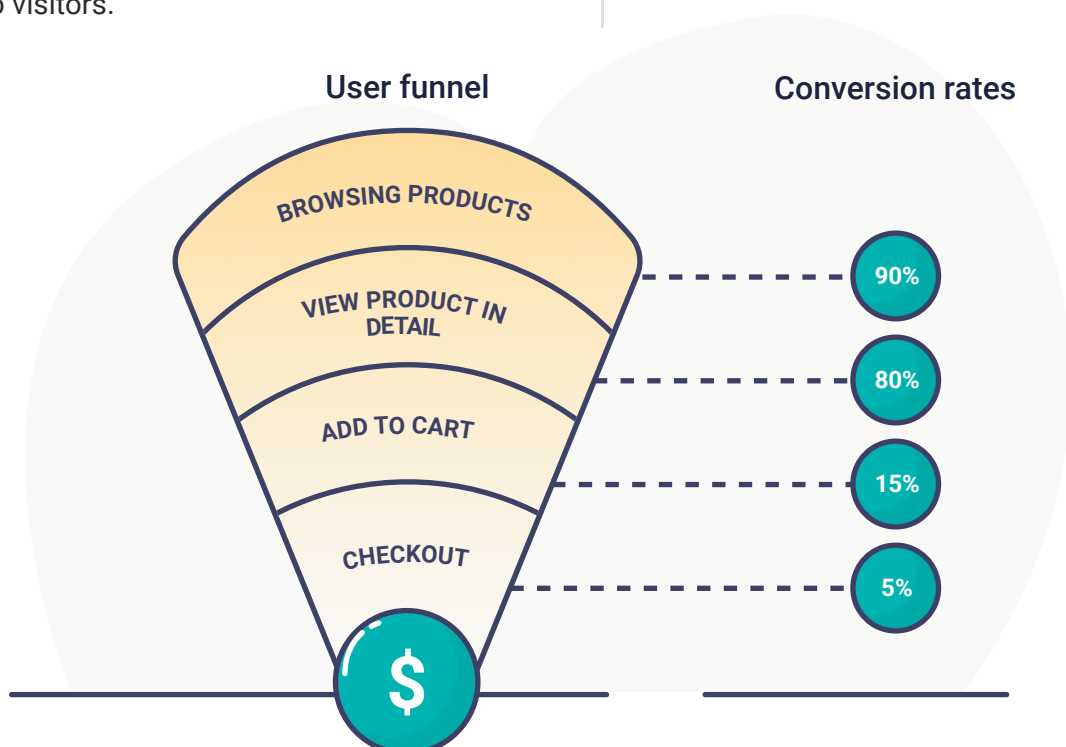 visitors.
User funnel
Conversion rates
BROWSING PRODUCTS
90%
VIEW PRODUCT IN
DETAIL
80%
ADD TO CART
15%
CHECKOUT
5%
$